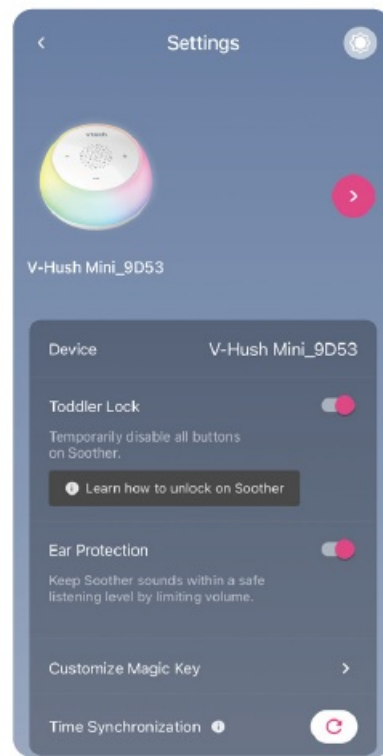 Settings
vtech
V-Hush Mini_9D53
Device V-Hush Mini_9D53
Toddler Lock
Temporarily disable all buttons
on Soother.
Learn how to unlock on Soother
Ear Protection
Keep Soother sounds within a safe
listening level by limiting volume.
Customize Magic Key
Time Synchronization